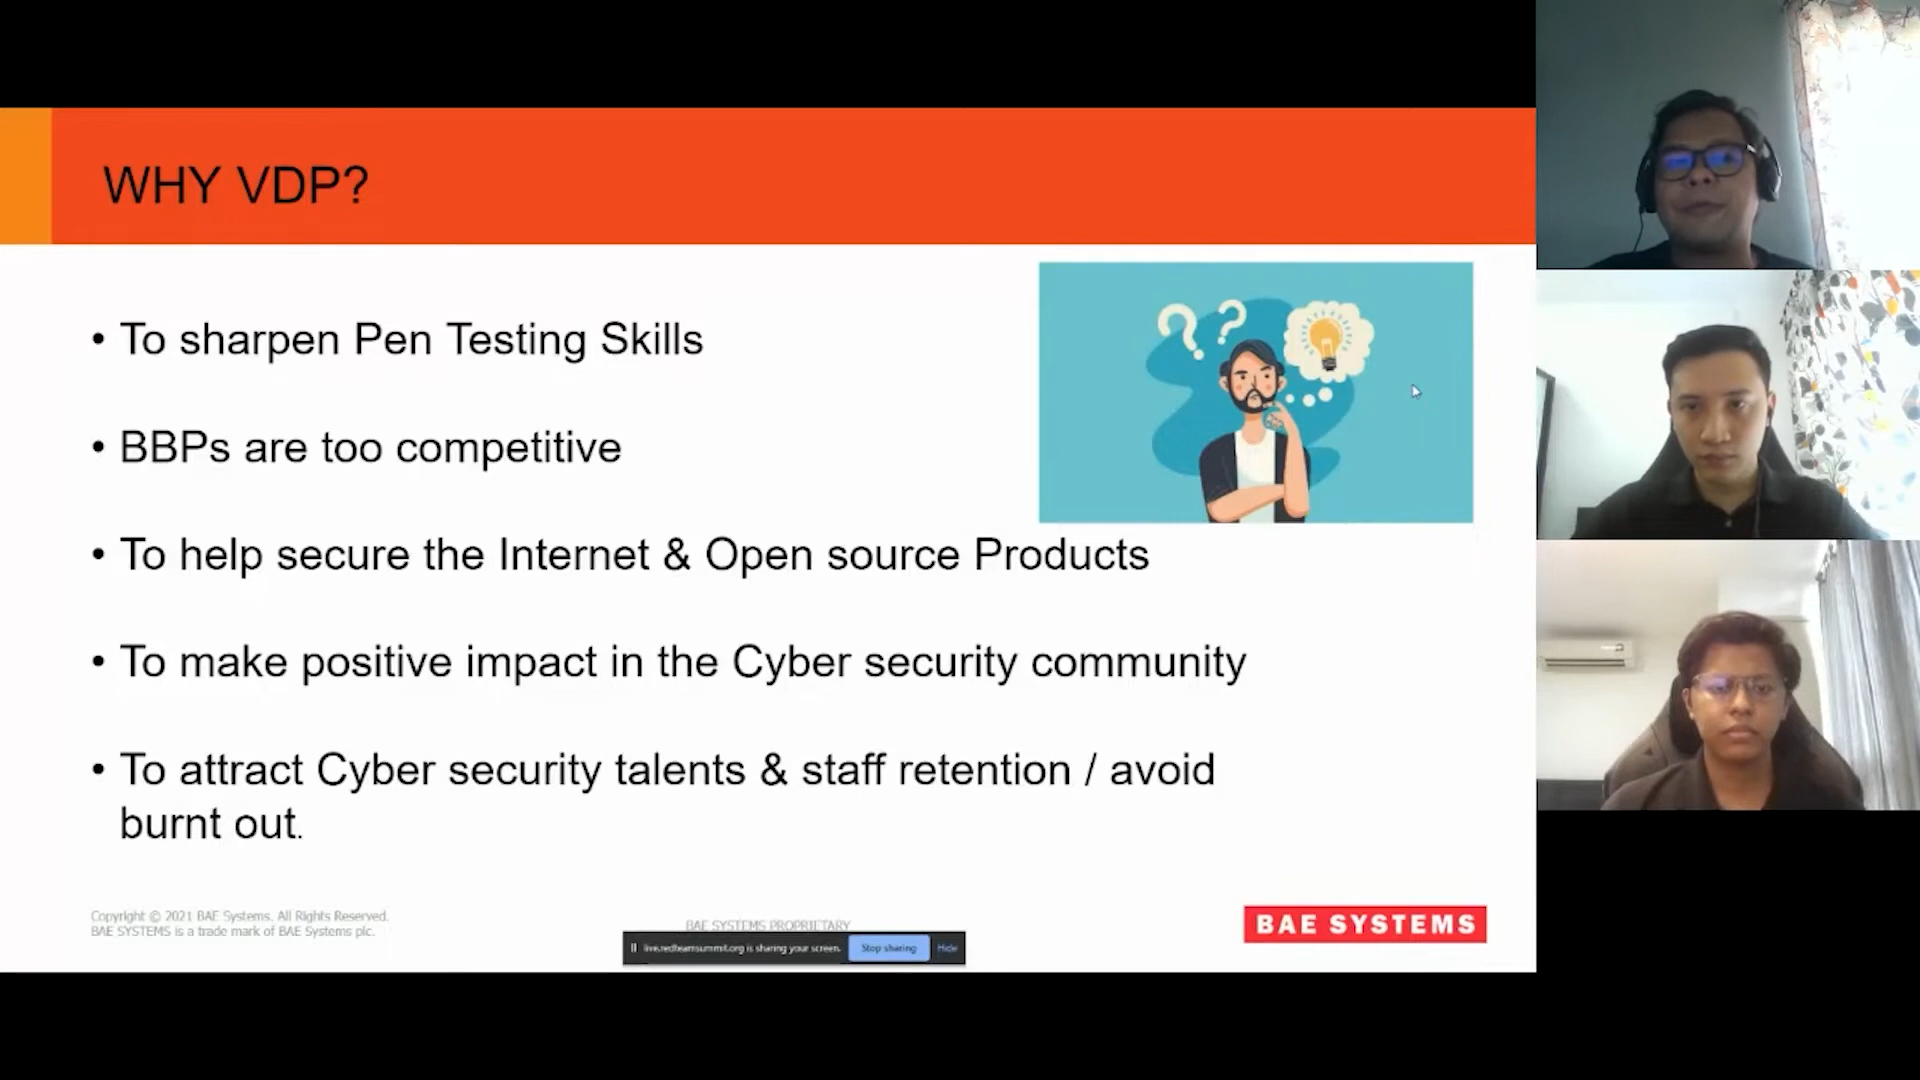 WHY VDP?
• To sharpen Pen Testing Skills
• BBPs are too competitive
• To help secure the Internet & Open source Products
• To make positive impact in the Cyber security community
• To attract Cyber security talents & staff retention / avoid
burnt out.
Copyright © 2021 BAE Systems. All Rights Reserved.
BAE SYSTEMS is a trade mark of BAE Systems plc.
BAE SYSTEMS PROPRIETARY
BAE SYSTEMS
live.redteamsummit.org is sharing your screen.
Stop sharing
Hide